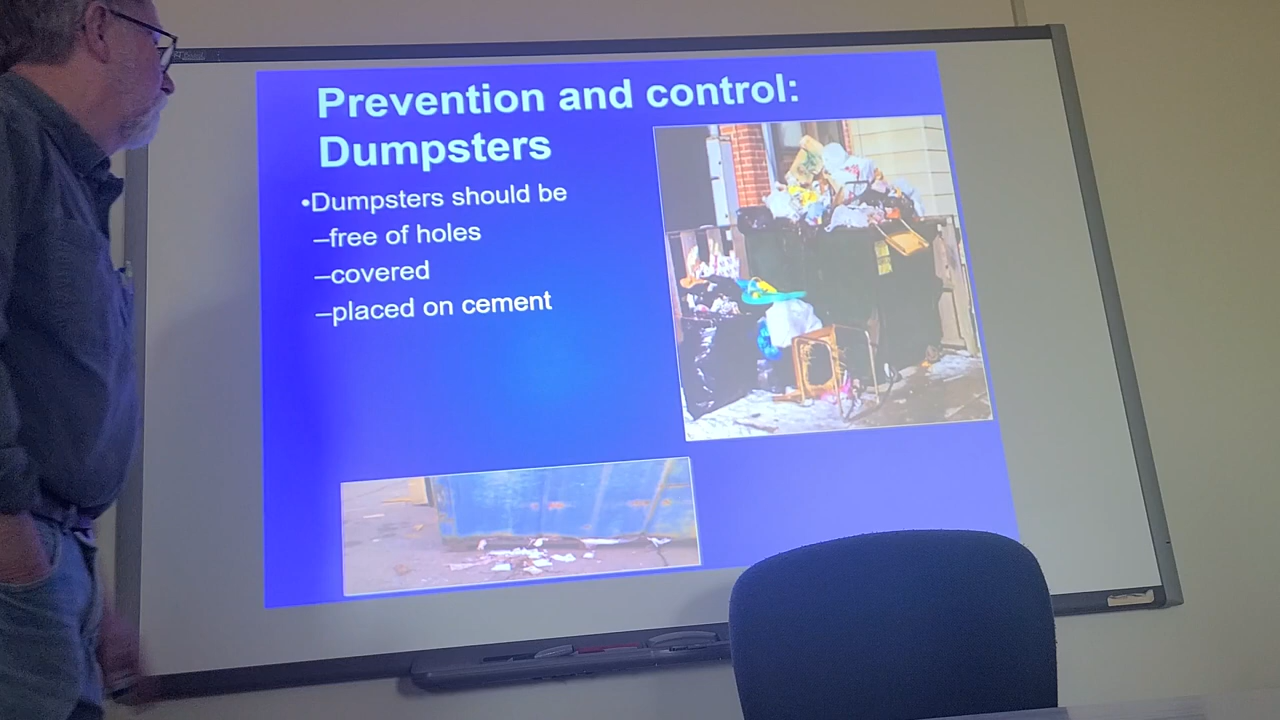 Prevention and control:
Dumpsters
•Dumpsters should be
–free of holes
–covered
–placed on cement